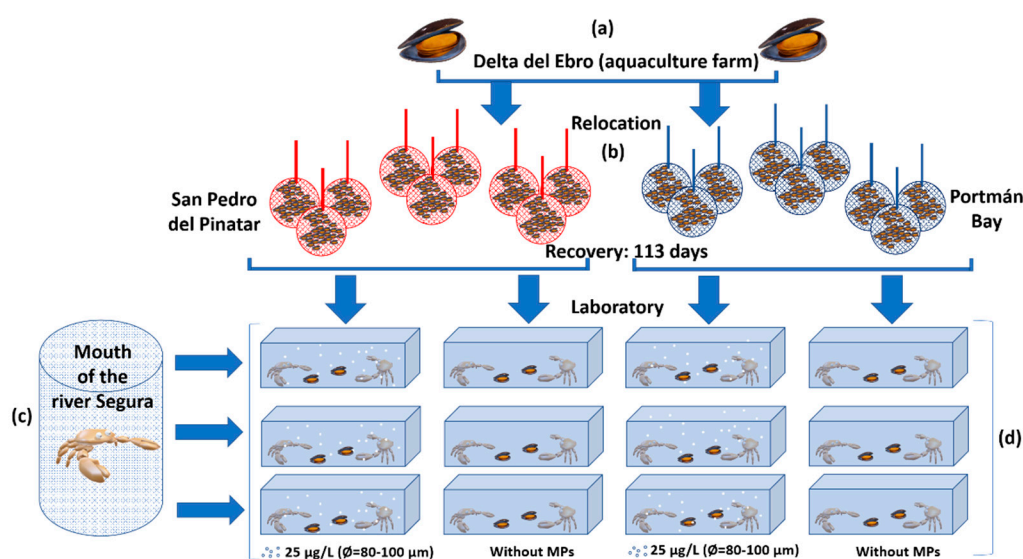 (a)
Delta del Ebro (aquaculture farm)
Relocation
(b)
San Pedro
del Pinatar
Portmán
Bay
Recovery: 113 days
Laboratory
Mouth
of the
river Segura
(c)
(d)
25 µg/L (Ø=80-100 µm)
Without MPs
25 µg/L (Ø=80-100 µm)
Without MPs